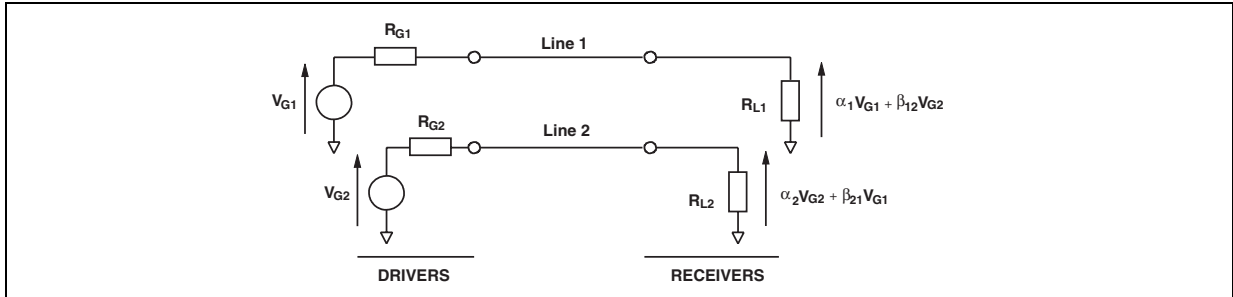 RG1
Line 1
VG1
RL1
α1VG1 + β12VG2
RG2
Line 2
VG2
RL2
α2VG2 + β21VG1
DRIVERS
RECEIVERS